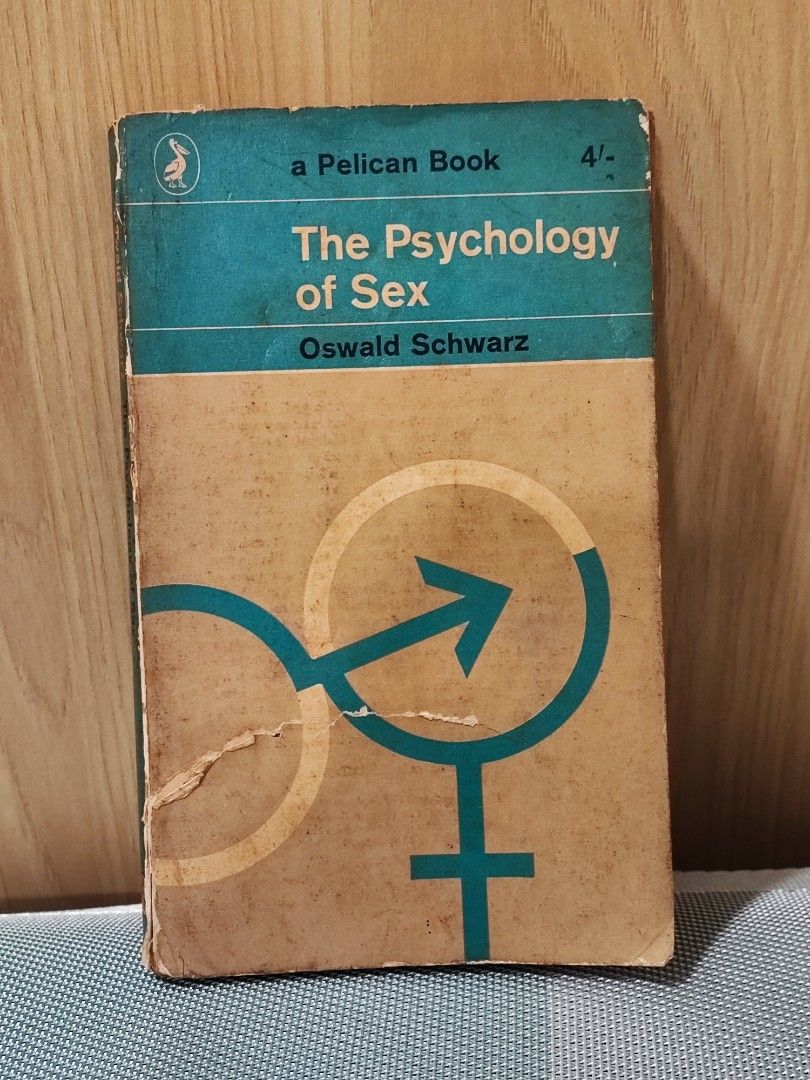 a Pelican Book 4/-
The Psychology
of Sex
Oswald Schwarz